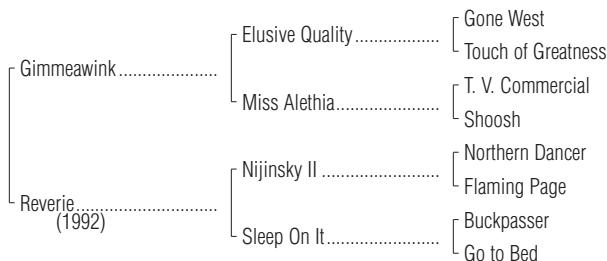 Gone West
Elusive Quality..................
Touch of Greatness
Gimmeawink.....................
T. V. Commercial
Miss Alethia......................
Shoosh
Northern Dancer
Nijinsky II .........................
Flaming Page
Reverie..............................
(1992)
Buckpasser
Sleep On It........................
Go to Bed